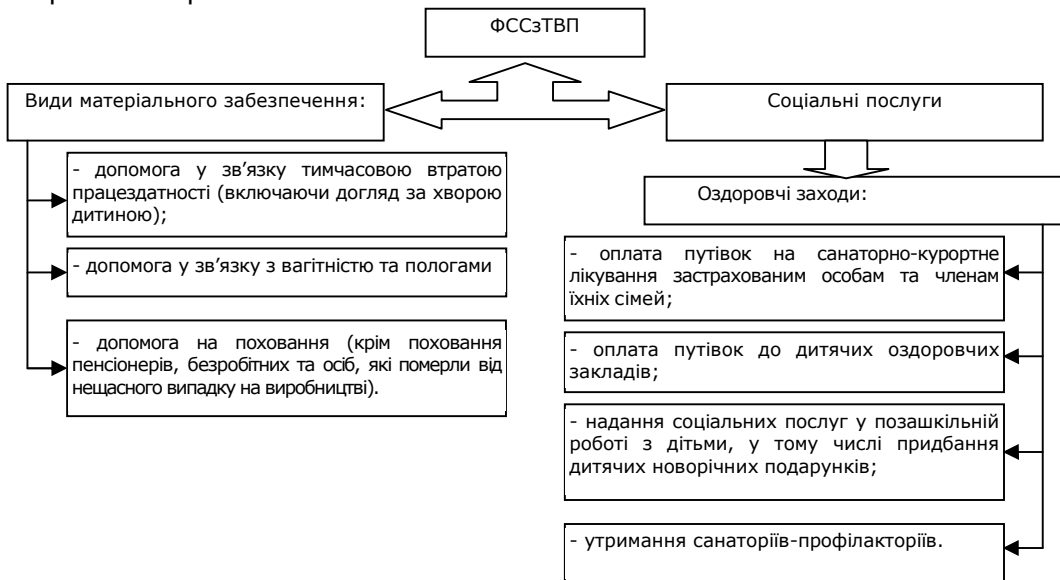 ФССзТВП
Види матеріального забезпечення:
Соціальні послуги
- допомога у зв’язку тимчасовою втратою
працездатності (включаючи догляд за хворою
дитиною);
- допомога у зв’язку з вагітністю та пологами
- допомога на поховання (крім поховання
пенсіонерів, безробітних та осіб, які померли від
нещасного випадку на виробництві).
Оздоровчі заходи:
- оплата путівок на санаторно-курортне
лікування застрахованим особам та членам
їхніх сімей;
- оплата путівок до дитячих оздоровчих
закладів;
- надання соціальних послуг у позашкільній
роботі з дітьми, у тому числі придбання
дитячих новорічних подарунків;
- утримання санаторіїв-профілакторіїв.